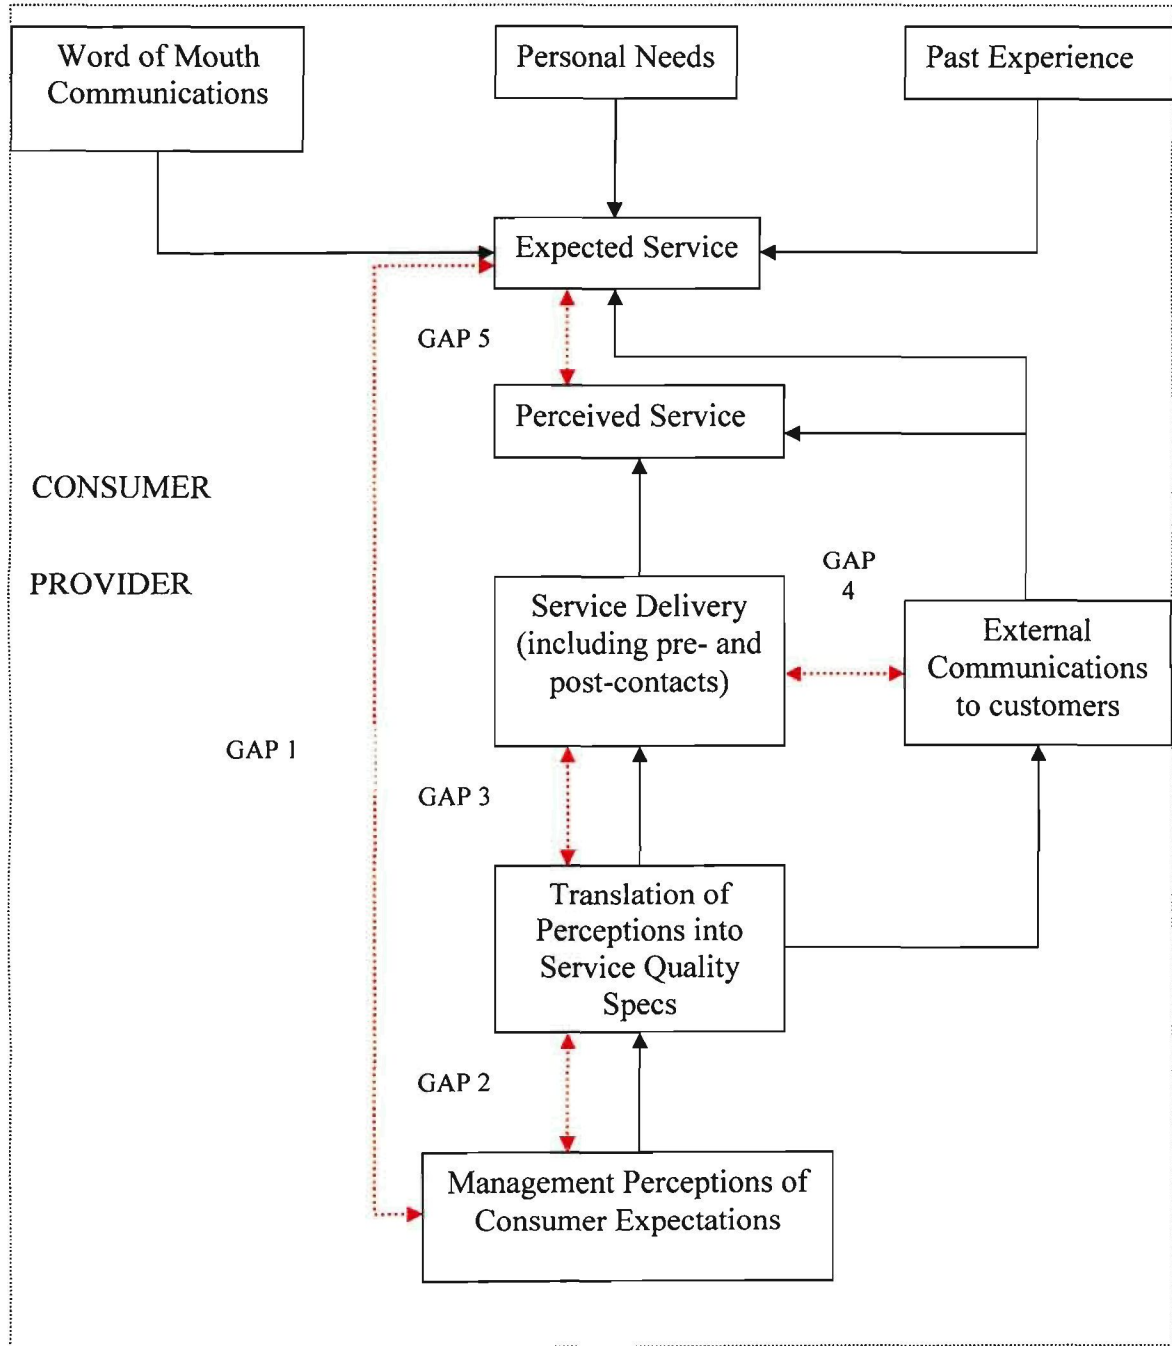 Word of Mouth
Communications
Personal Needs
Past Experience
Expected Service
GAP 5
Perceived Service
CONSUMER
PROVIDER
GAP
4
Service Delivery
(including pre- and
post-contacts)
External
Communications
to customers
GAP 1
GAP 3
Translation of
Perceptions into
Service Quality
Specs
GAP 2
Management Perceptions of
Consumer Expectations